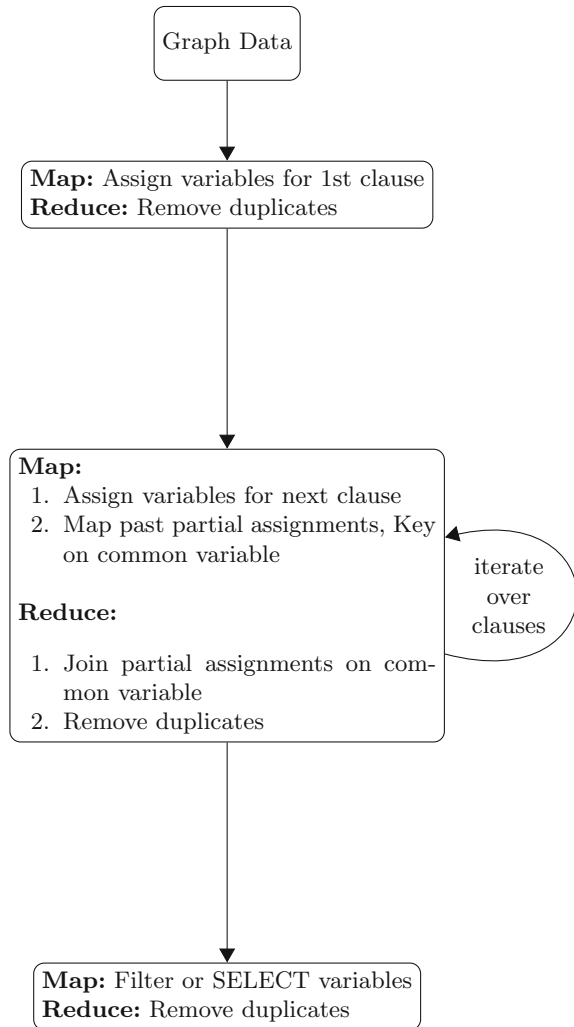 Graph Data
Map: Assign variables for 1st clause
Reduce: Remove duplicates
Map:
1. Assign variables for next clause
2. Map past partial assignments, Key
on common variable
iterate
over
clauses
Reduce:
1. Join partial assignments on com-
mon variable
2. Remove duplicates
Map: Filter or SELECT variables
Reduce: Remove duplicates